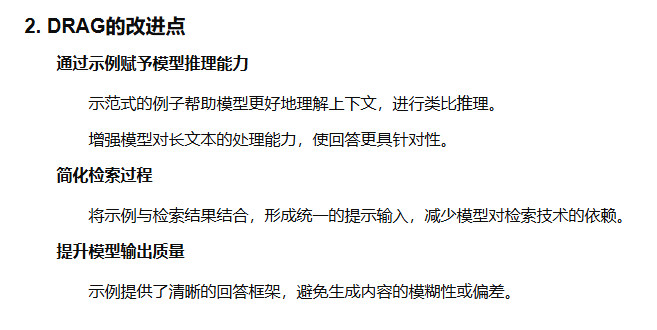 2. DRAG的改进点
通过示例赋予模型推理能力
示范式的例子帮助模型更好地理解上下文，进行类比推理。
增强模型对长文本的处理能力，使回答更具针对性。
简化检索过程
将示例与检索结果结合，形成统一的提示输入，减少模型对检索技术的依赖。
提升模型输出质量
示例提供了清晰的回答框架，避免生成内容的模糊性或偏差。